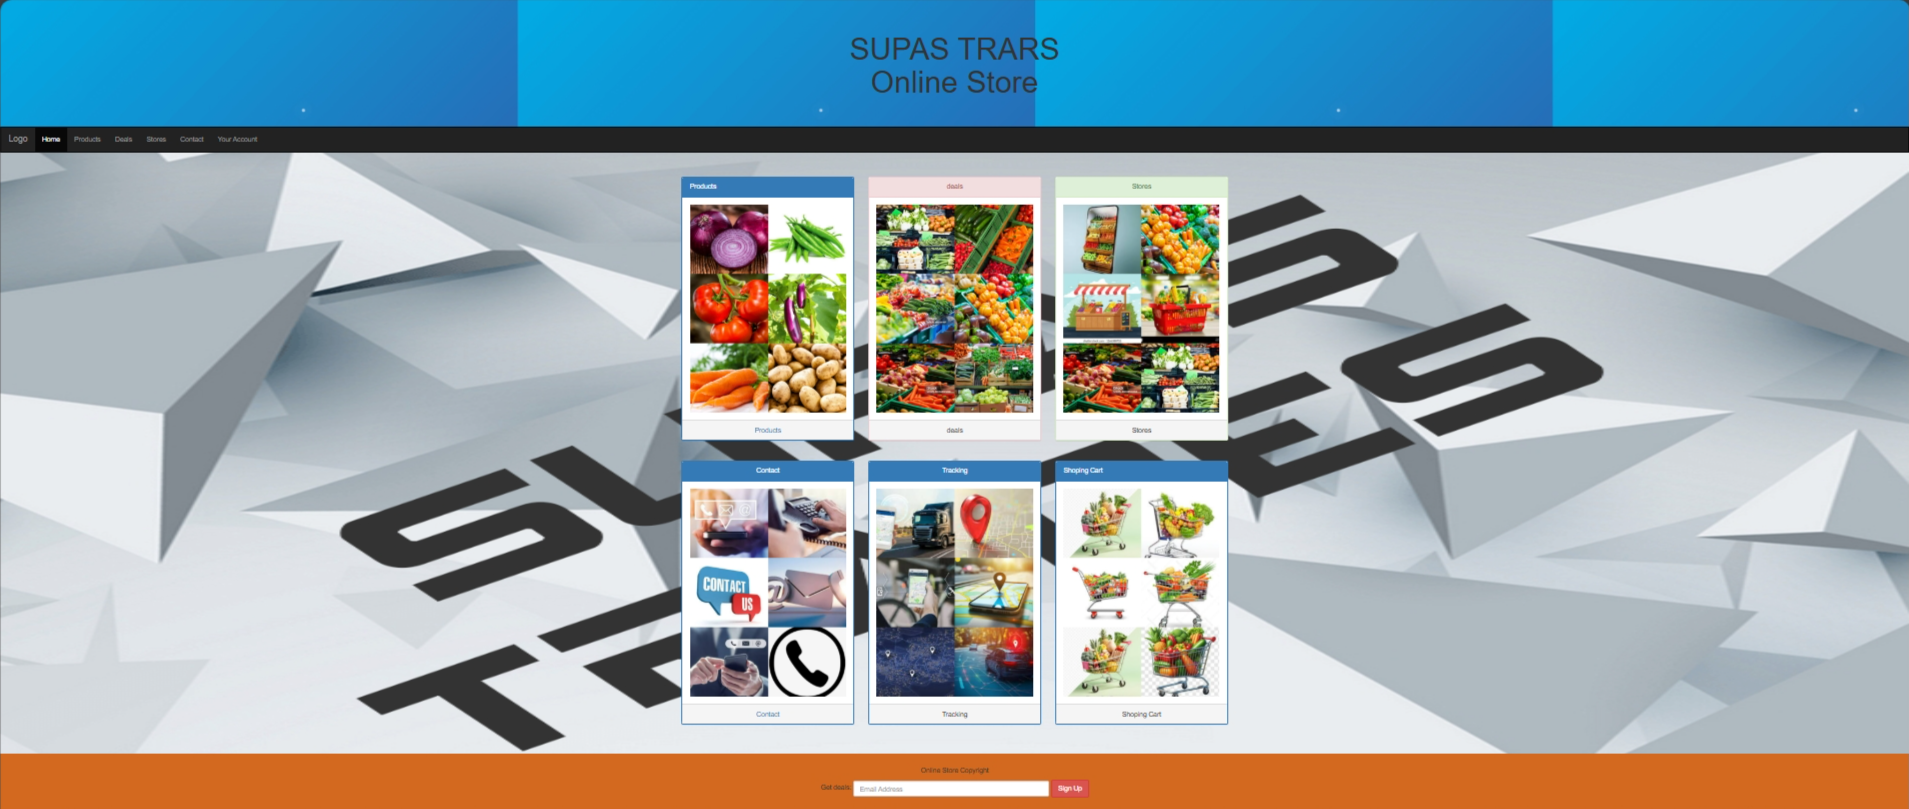 SUPAS TRARS
Online Store
Logo Home Products Deals Stores Contact Your Account
Products deals Stores
Products deals Stores
Contact Tracking Shoping Cart
CONTACT
US
Contact Tracking Shoping Cart
Online Store Copyright
Get deals: Email Address Sign Up